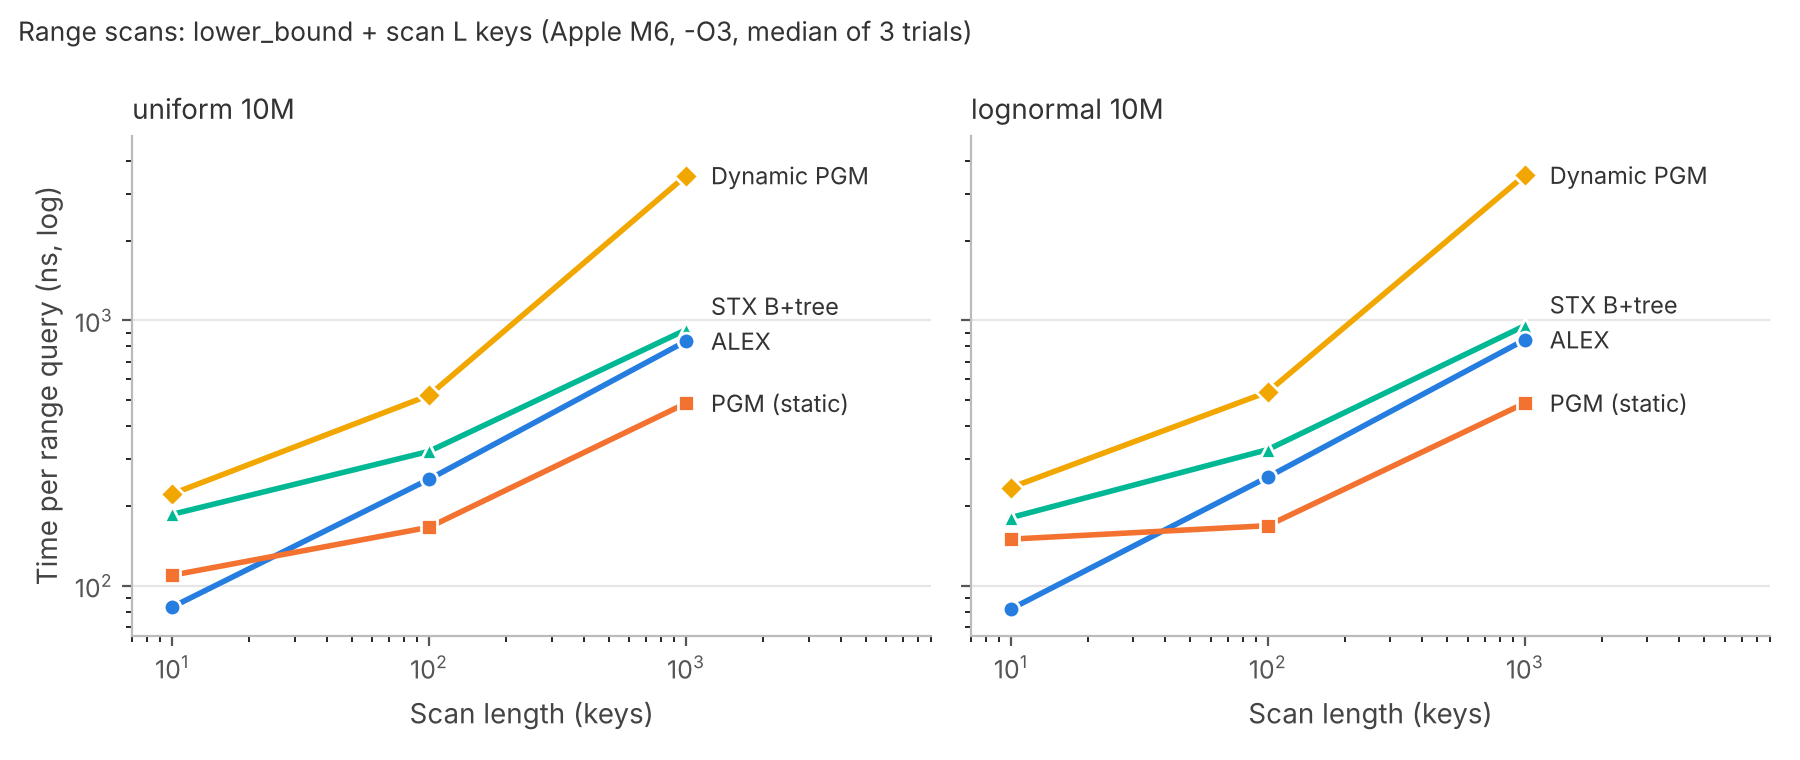 Range scans: lower_bound + scan L keys (Apple M6, -O3, median of 3 trials)
uniform 10M
lognormal 10M
Time per range query (ns, log)
10³
10²
Dynamic PGM
STX B+tree
ALEX
PGM (static)
Dynamic PGM
STX B+tree
ALEX
PGM (static)
10¹
10²
10³
10¹
10²
10³
Scan length (keys)
Scan length (keys)